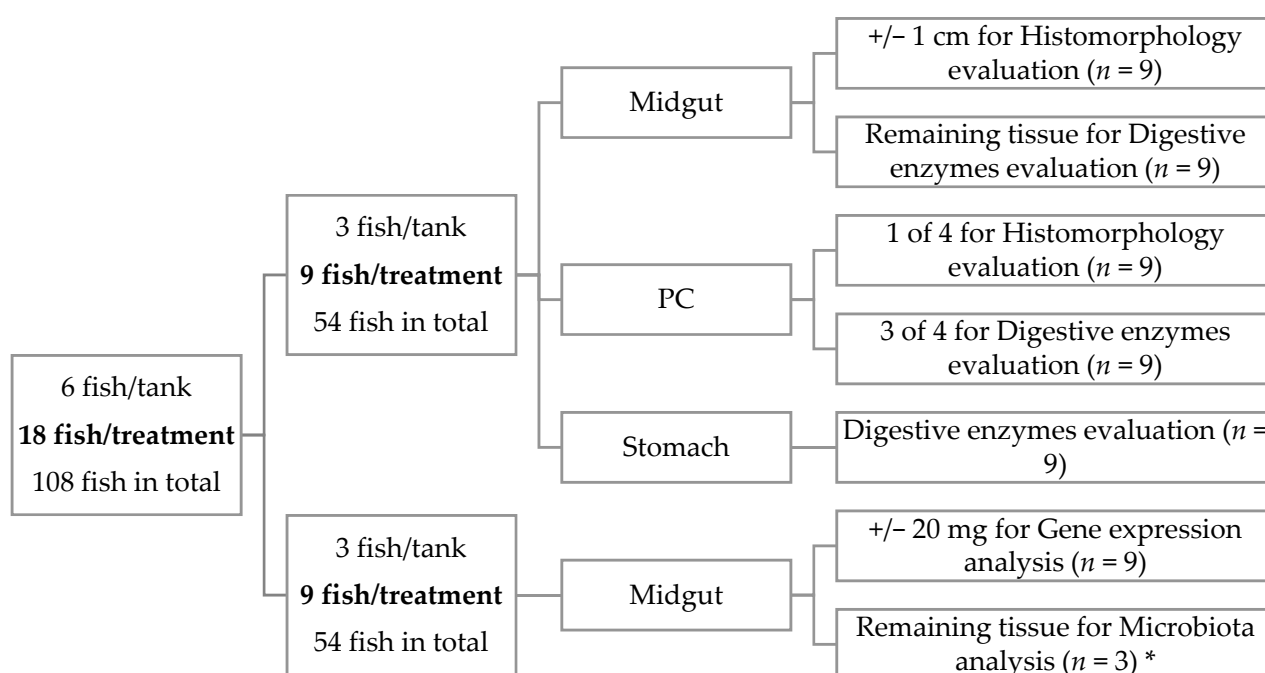 6 fish/tank
18 fish/treatment
108 fish in total
3 fish/tank
9 fish/treatment
54 fish in total
Midgut
+/– 1 cm for Histomorphology
evaluation (n = 9)
Remaining tissue for Digestive
enzymes evaluation (n = 9)
PC
1 of 4 for Histomorphology
evaluation (n = 9)
3 of 4 for Digestive enzymes
evaluation (n = 9)
Stomach
Digestive enzymes evaluation (n =
9)
3 fish/tank
9 fish/treatment
54 fish in total
Midgut
+/– 20 mg for Gene expression
analysis (n = 9)
Remaining tissue for Microbiota
analysis (n = 3) *